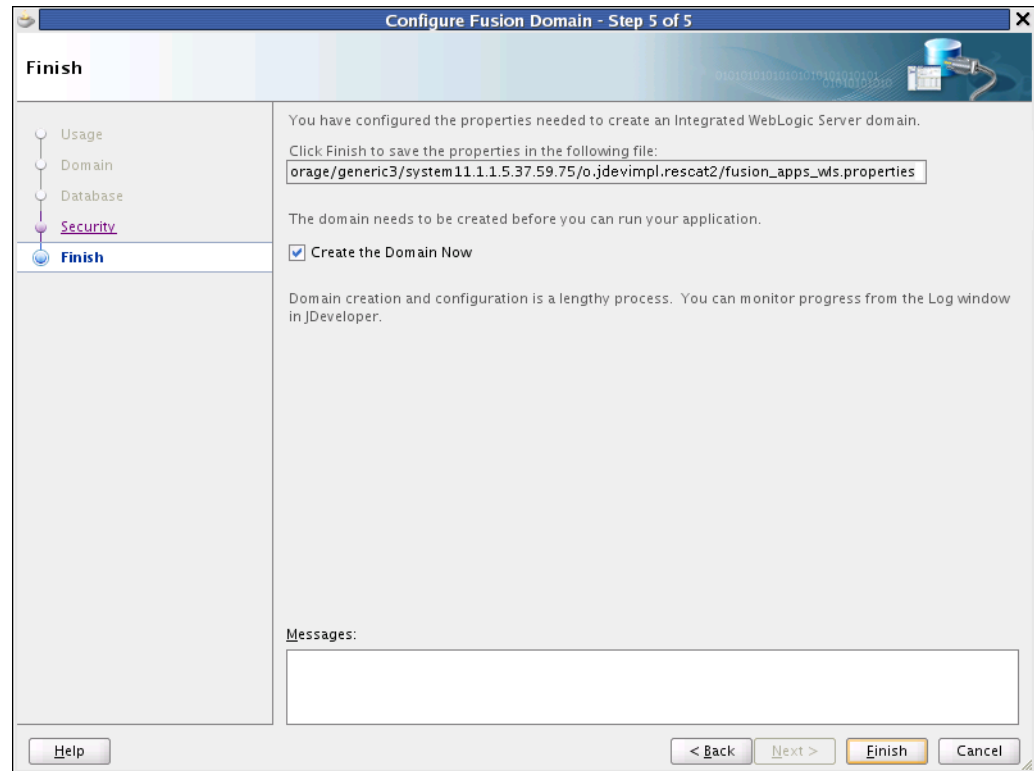 Configure Fusion Domain - Step 5 of 5
Finish
Usage
Domain
Database
Security
Finish
You have configured the properties needed to create an Integrated WebLogic Server domain.
Click Finish to save the properties in the following file:
orage/generic3/system11.1.1.5.37.59.75/o.jdevimpl.rescat2/fusion_apps_wls.properties
The domain needs to be created before you can run your application.
Create the Domain Now
Domain creation and configuration is a lengthy process.  You can monitor progress from the Log window
in JDeveloper.
Messages:
Help
< Back
Next >
Finish
Cancel